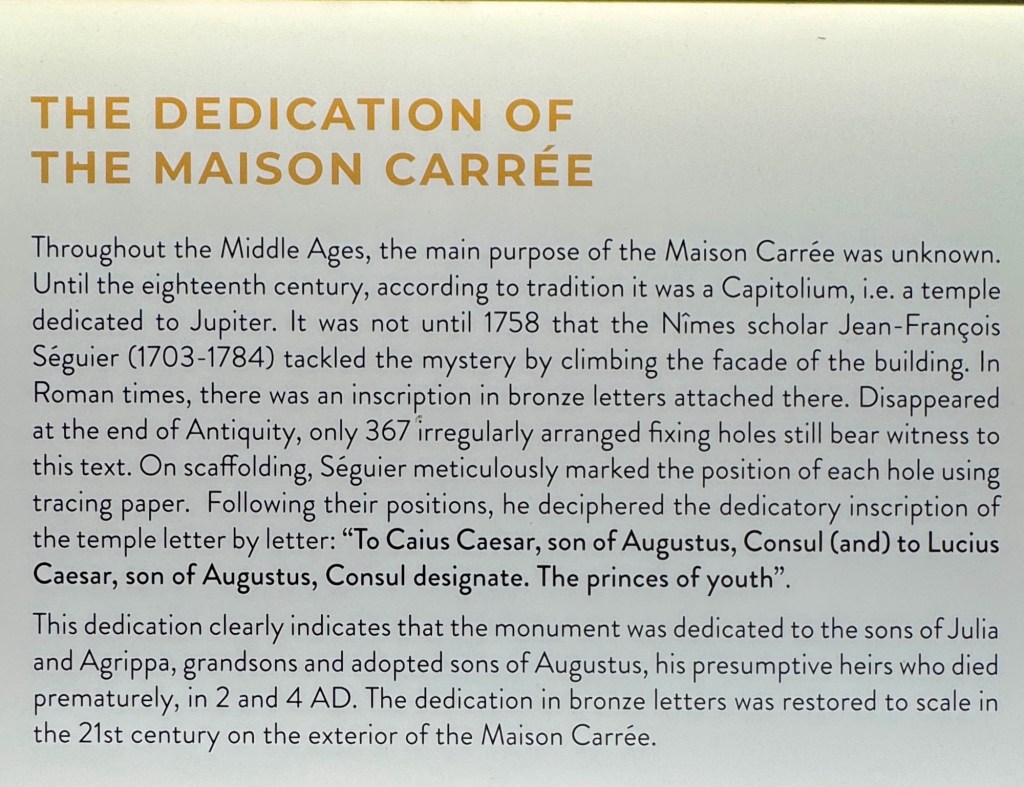 THE DEDICATION OF
THE MAISON CARRÉE
Throughout the Middle Ages, the main purpose of the Maison Carrée was unknown.
Until the eighteenth century, according to tradition it was a Capitolium, i.e. a temple
dedicated to Jupiter. It was not until 1758 that the Nîmes scholar Jean-François
Séguier (1703-1784) tackled the mystery by climbing the facade of the building. In
Roman times, there was an inscription in bronze letters attached there. Disappeared
at the end of Antiquity, only 367 irregularly arranged fixing holes still bear witness to
this text. On scaffolding, Séguier meticulously marked the position of each hole using
tracing paper. Following their positions, he deciphered the dedicatory inscription of
the temple letter by letter: “To Caius Caesar, son of Augustus, Consul (and) to Lucius
Caesar, son of Augustus, Consul designate. The princes of youth”.
This dedication clearly indicates that the monument was dedicated to the sons of Julia
and Agrippa, grandsons and adopted sons of Augustus, his presumptive heirs who died
prematurely, in 2 and 4 AD. The dedication in bronze letters was restored to scale in
the 21st century on the exterior of the Maison Carrée.